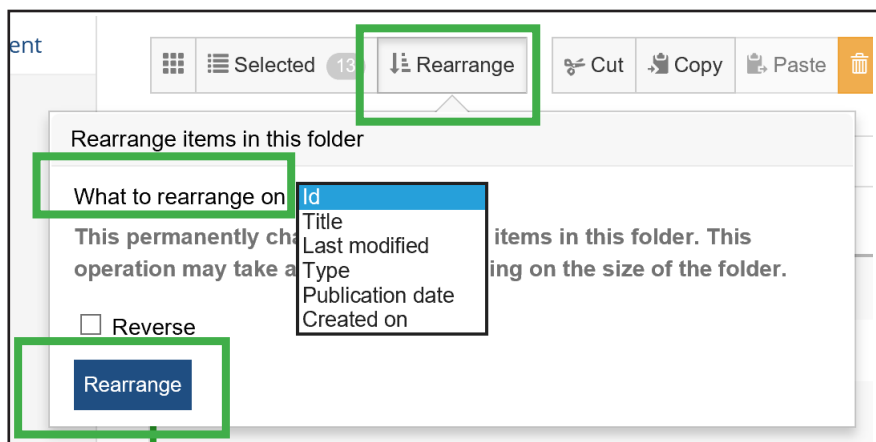 ent
Selected 13 Rearrange Cut Copy Paste
Rearrange items in this folder
What to rearrange on Id
Title
Last modified
Type
Publication date
Created on
This permanently cha items in this folder. This
operation may take a ing on the size of the folder.
Reverse
Rearrange